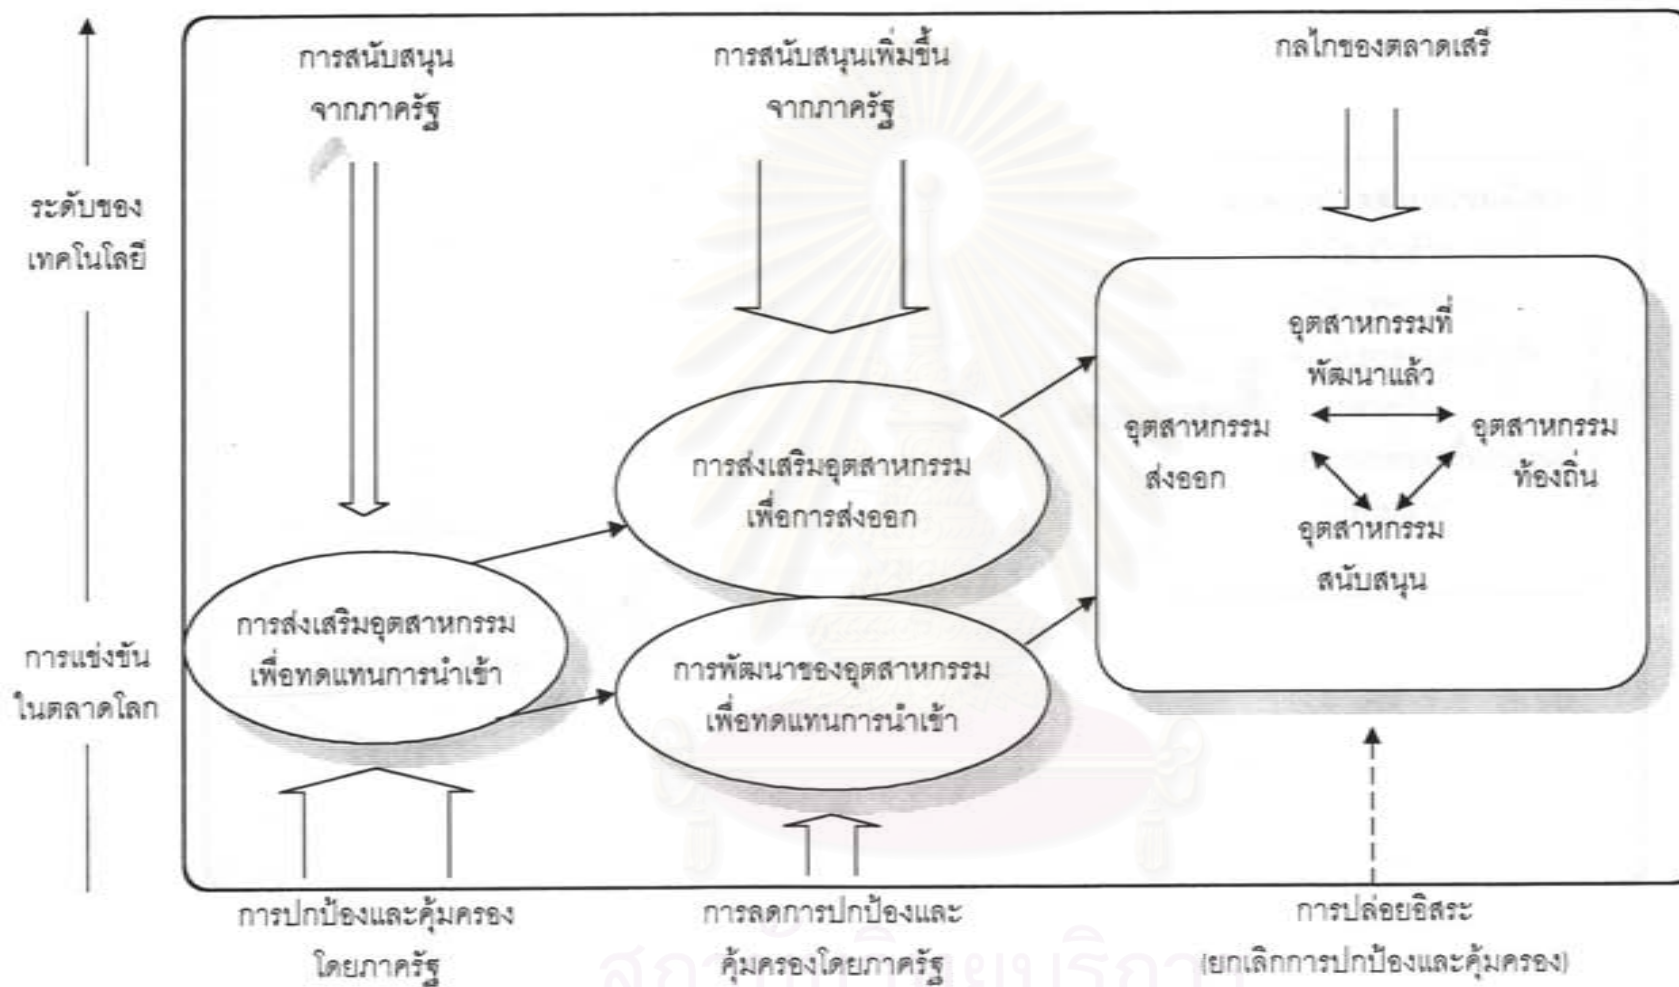 การสนับสนุน
จากภาครัฐ
การสนับสนุนเพิ่มขึ้น
จากภาครัฐ
กลไกของตลาดเสรี
ระดับของ
เทคโนโลยี
อุตสาหกรรมที่
พัฒนาแล้ว
อุตสาหกรรม
ส่งออก
อุตสาหกรรม
ท้องถิ่น
อุตสาหกรรม
สนับสนุน
การส่งเสริมอุตสาหกรรม
เพื่อการส่งออก
การส่งเสริมอุตสาหกรรม
เพื่อทดแทนการนำเข้า
การพัฒนาของอุตสาหกรรม
เพื่อทดแทนการนำเข้า
การแข่งขัน
ในตลาดโลก
การปกป้องและคุ้มครอง
โดยภาครัฐ
การลดการปกป้องและ
คุ้มครองโดยภาครัฐ
การปล่อยอิสระ
(ยกเลิกการปกป้องและคุ้มครอง)
สถาบันวิทยบริการ